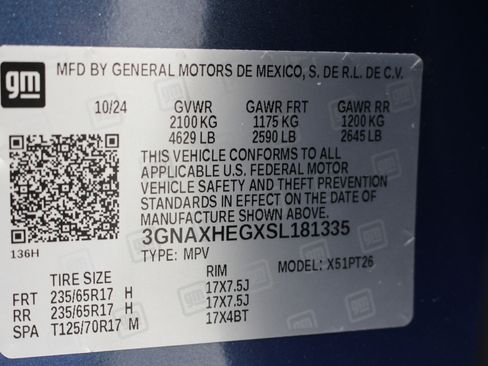 gm
MFD BY GENERAL MOTORS DE MEXICO, S. DE R.L. DE C.V.
10/24 GVWR GAWR FRT GAWR RR
2100 KG 1175 KG 1200 KG
4629 LB 2590 LB 2645 LB
THIS VEHICLE CONFORMS TO ALL
APPLICABLE U.S. FEDERAL MOTOR
VEHICLE SAFETY AND THEFT PREVENTION
STANDARDS IN EFFECT ON THE DATE OF
MANUFACTURE SHOWN ABOVE.
3GNAXHEGXSL181335
136H
TYPE: MPV MODEL: X51PT26
TIRE SIZE RIM
FRT 235/65R17 H 17X7.5J
RR 235/65R17 H 17X7.5J
SPA T125/70R17 M 17X4BT